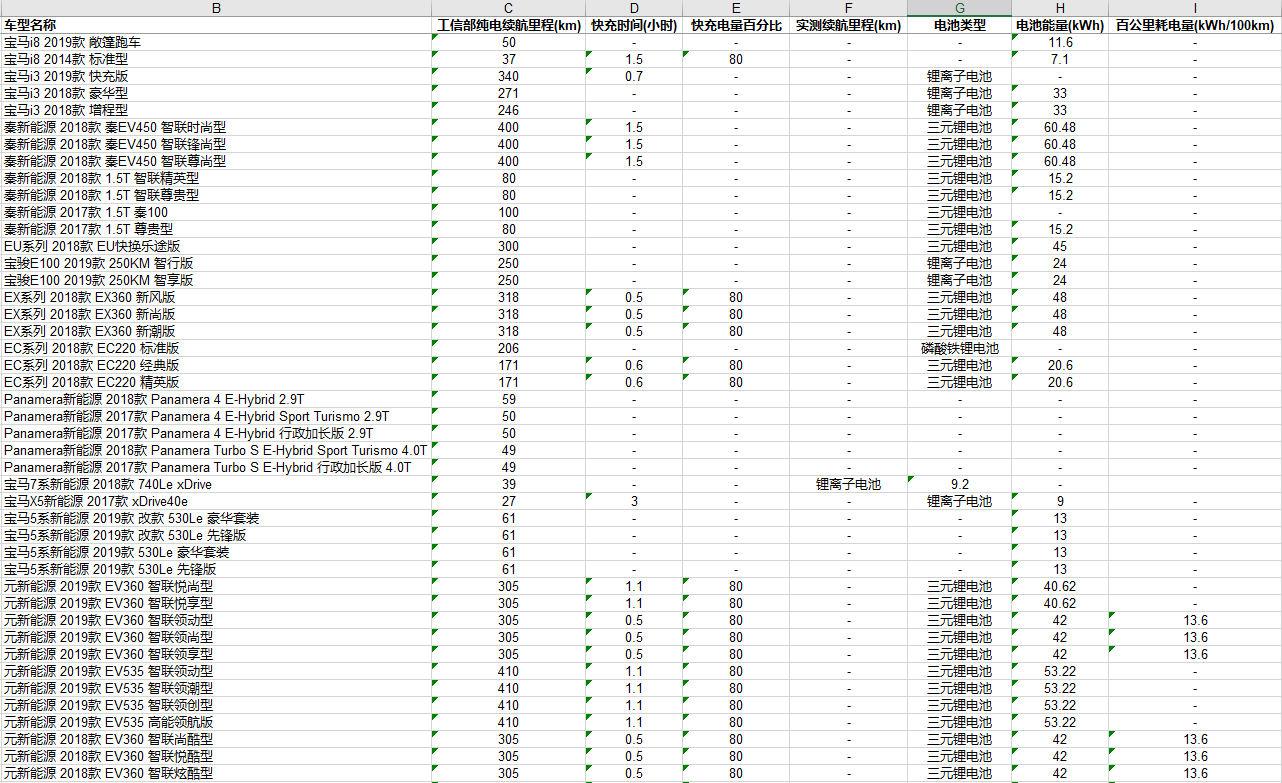 B C D E F G H I
车型名称 工信部纯电续航里程(km) 快充时间(小时) 快充电量百分比 实测续航里程(km) 电池类型 电池能量(kWh) 百公里耗电量(kWh/100km)
宝马i8 2019款 敞篷跑车 50 - - - - 11.6 -
宝马i8 2014款 标准型 37 1.5 80 - - 7.1 -
宝马i3 2019款 快充版 340 0.7 - - 锂离子电池 - -
宝马i3 2018款 豪华型 271 - - - 锂离子电池 33 -
宝马i3 2018款 增程型 246 - - - 锂离子电池 33 -
秦新能源 2018款 秦EV450 智联时尚型 400 1.5 - - 三元锂电池 60.48 -
秦新能源 2018款 秦EV450 智联锋尚型 400 1.5 - - 三元锂电池 60.48 -
秦新能源 2018款 秦EV450 智联尊尚型 400 1.5 - - 三元锂电池 60.48 -
秦新能源 2018款 1.5T 智联精英型 80 - - - 三元锂电池 15.2 -
秦新能源 2018款 1.5T 智联尊贵型 80 - - - 三元锂电池 15.2 -
秦新能源 2017款 1.5T 秦100 100 - - - 三元锂电池 - -
秦新能源 2017款 1.5T 尊贵型 80 - - - 三元锂电池 15.2 -
EU系列 2018款 EU快换乐途版 300 - - - 三元锂电池 45 -
宝骏E100 2019款 250KM 智行版 250 - - - 锂离子电池 24 -
宝骏E100 2019款 250KM 智享版 250 - - - 锂离子电池 24 -
EX系列 2018款 EX360 新风版 318 0.5 80 - 三元锂电池 48 -
EX系列 2018款 EX360 新尚版 318 0.5 80 - 三元锂电池 48 -
EX系列 2018款 EX360 新潮版 318 0.5 80 - 三元锂电池 48 -
EC系列 2018款 EC220 标准版 206 - - - 磷酸铁锂电池 - -
EC系列 2018款 EC220 经典版 171 0.6 80 - 三元锂电池 20.6 -
EC系列 2018款 EC220 精英版 171 0.6 80 - 三元锂电池 20.6 -
Panamera新能源 2018款 Panamera 4 E-Hybrid 2.9T 59 - - - - - -
Panamera新能源 2017款 Panamera 4 E-Hybrid Sport Turismo 2.9T 50 - - - - - -
Panamera新能源 2017款 Panamera 4 E-Hybrid 行政加长版 2.9T 50 - - - - - -
Panamera新能源 2018款 Panamera Turbo S E-Hybrid Sport Turismo 4.0T 49 - - - - - -
Panamera新能源 2017款 Panamera Turbo S E-Hybrid 行政加长版 4.0T 49 - - - - - -
宝马7系新能源 2018款 740Le xDrive 39 - - 锂离子电池 9.2 - -
宝马X5新能源 2017款 xDrive40e 27 3 - - 锂离子电池 9 -
宝马5系新能源 2019款 改款 530Le 豪华套装 61 - - - - 13 -
宝马5系新能源 2019款 改款 530Le 先锋版 61 - - - - 13 -
宝马5系新能源 2019款 530Le 豪华套装 61 - - - - 13 -
宝马5系新能源 2019款 530Le 先锋版 61 - - - - 13 -
元新能源 2019款 EV360 智联悦尚型 305 1.1 80 - 三元锂电池 40.62 -
元新能源 2019款 EV360 智联悦享型 305 1.1 80 - 三元锂电池 40.62 -
元新能源 2019款 EV360 智联领动型 305 0.5 80 - 三元锂电池 42 13.6
元新能源 2019款 EV360 智联领尚型 305 0.5 80 - 三元锂电池 42 13.6
元新能源 2019款 EV360 智联领享型 305 0.5 80 - 三元锂电池 42 13.6
元新能源 2019款 EV535 智联领动型 410 1.1 80 - 三元锂电池 53.22 -
元新能源 2019款 EV535 智联领潮型 410 1.1 80 - 三元锂电池 53.22 -
元新能源 2019款 EV535 智联领创型 410 1.1 80 - 三元锂电池 53.22 -
元新能源 2019款 EV535 高能领航版 410 1.1 80 - 三元锂电池 53.22 -
元新能源 2018款 EV360 智联尚酷型 305 0.5 80 - 三元锂电池 42 13.6
元新能源 2018款 EV360 智联悦酷型 305 0.5 80 - 三元锂电池 42 13.6
元新能源 2018款 EV360 智联炫酷型 305 0.5 80 - 三元锂电池 42 13.6